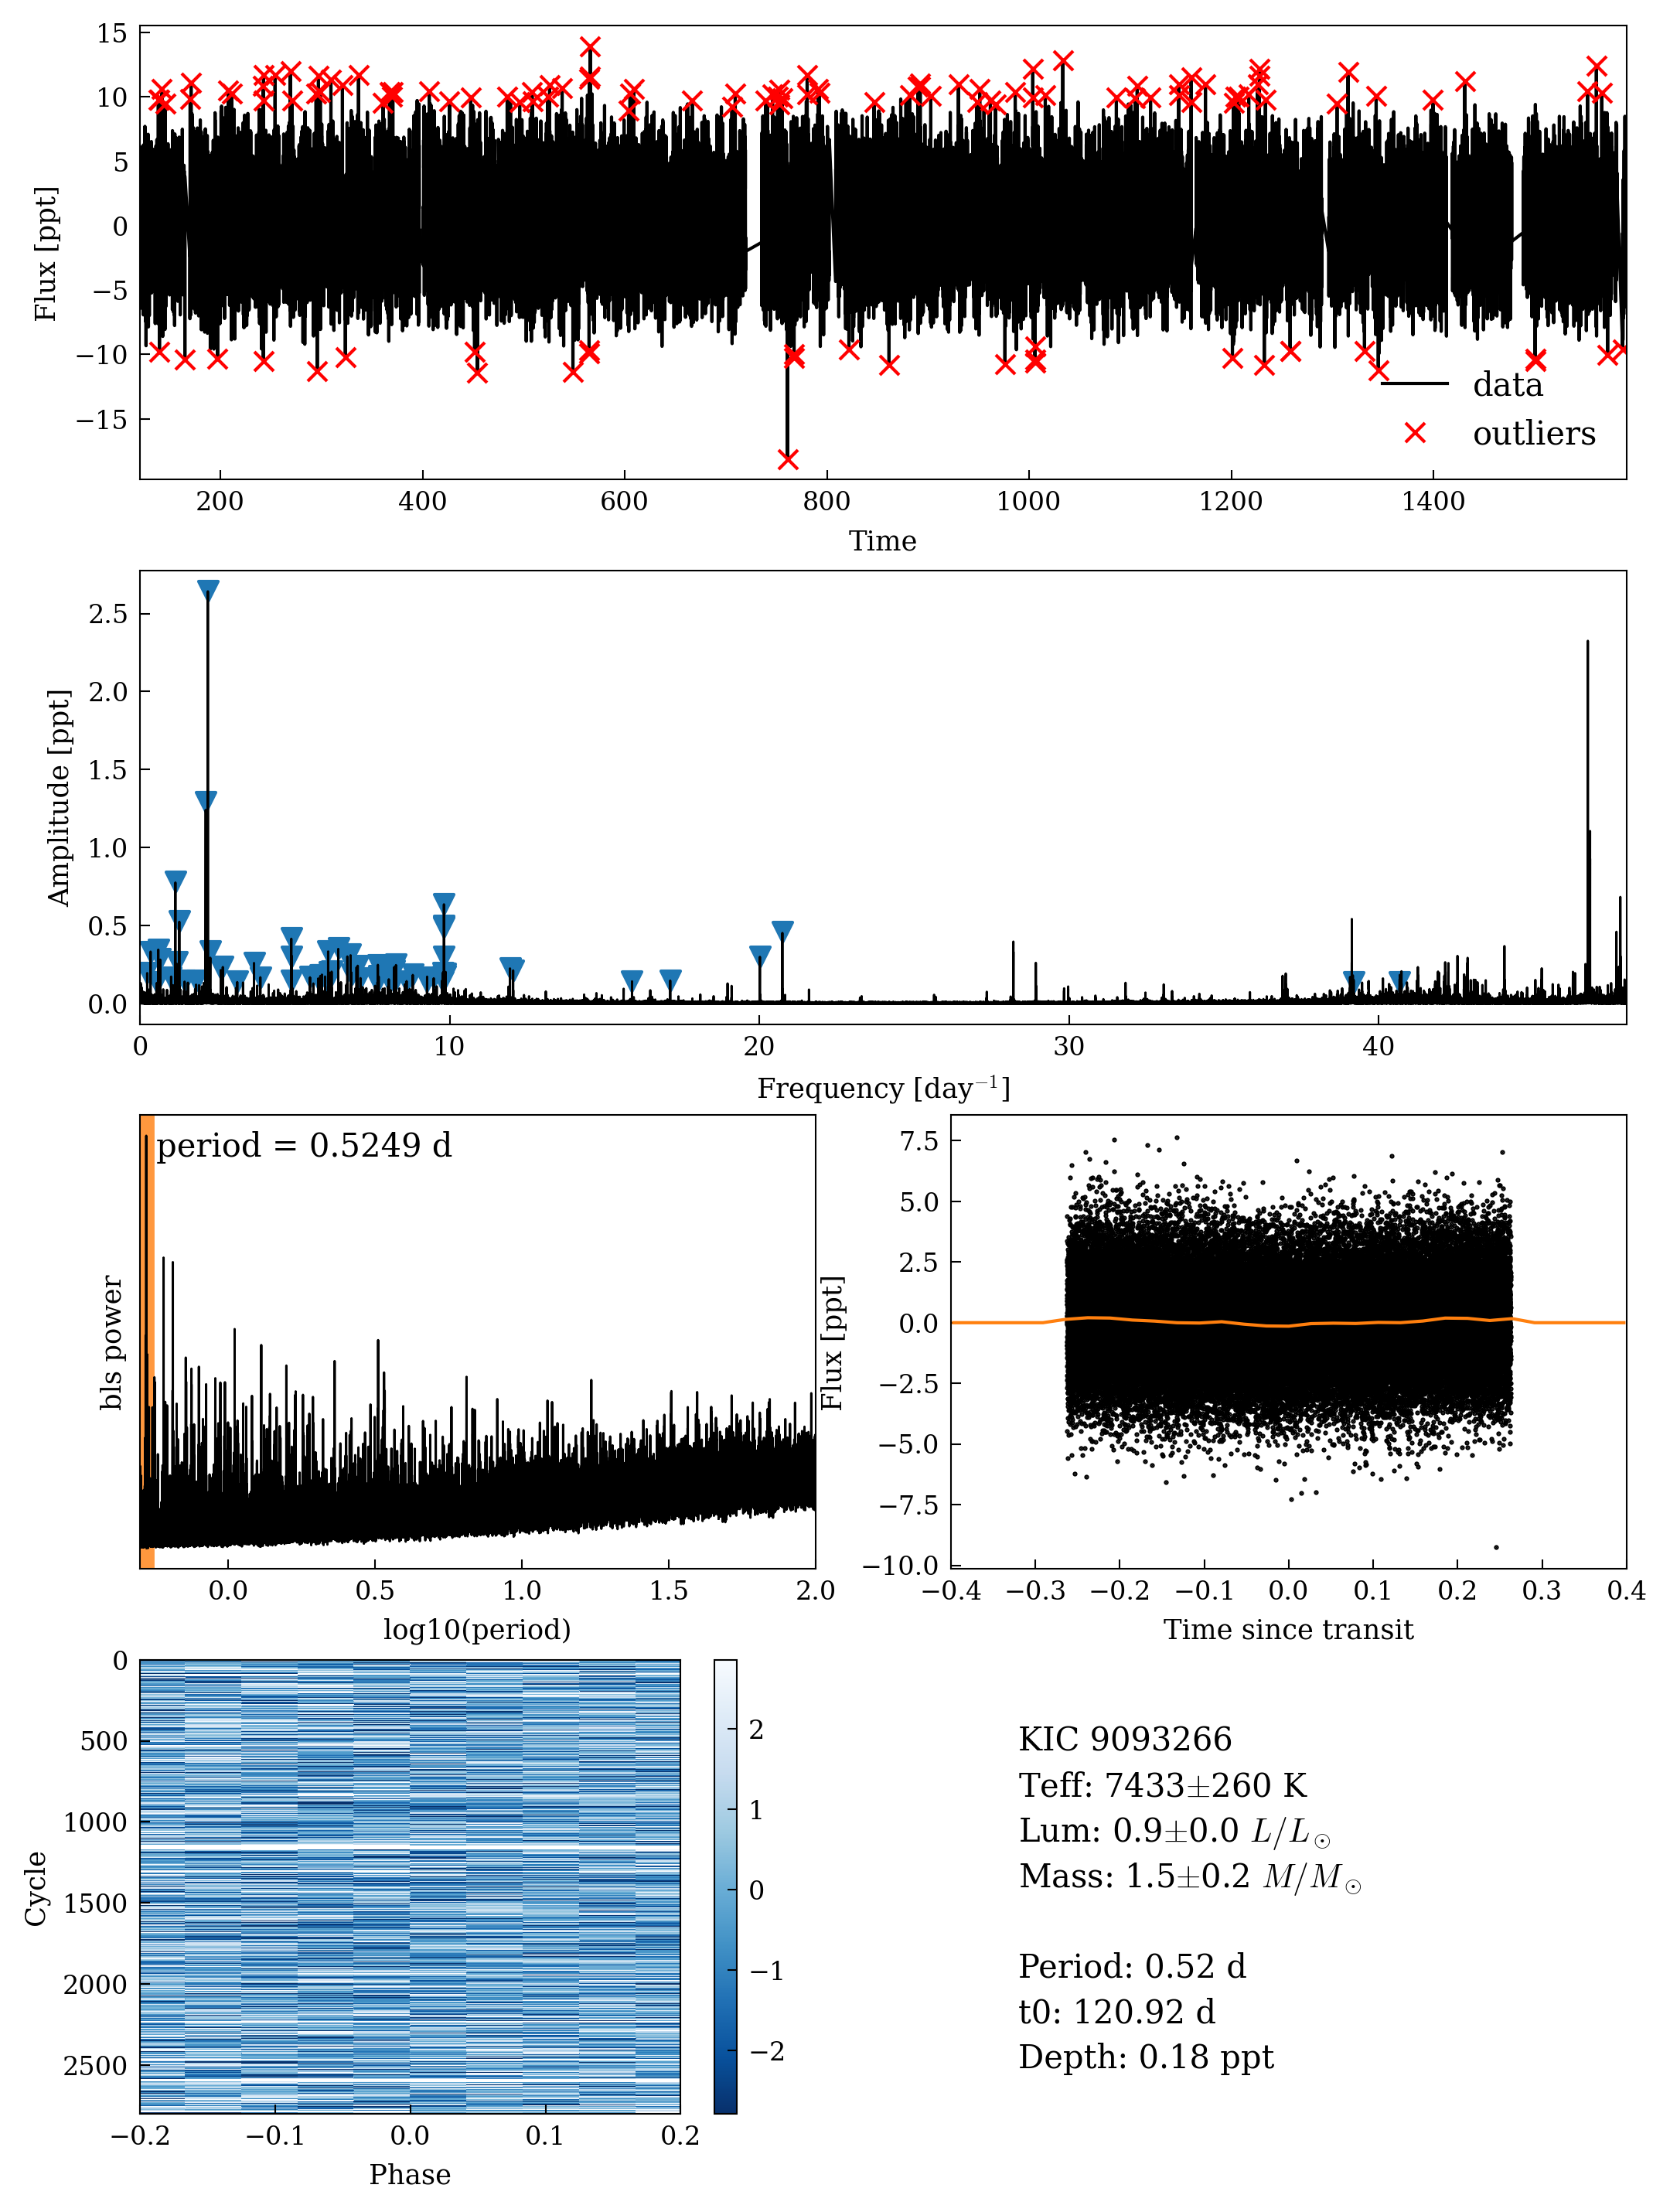 15
10
5
0
−5
−10
−15
Flux [ppt]
data
outliers
200 400 600 800 1000 1200 1400
Time
2.5
2.0
1.5
1.0
0.5
0.0
Amplitude [ppt]
0 10 20 30 40
Frequency [day⁻¹]
period = 0.5249 d
bls power
0.0 0.5 1.0 1.5 2.0
log10(period)
7.5
5.0
2.5
0.0
−2.5
−5.0
−7.5
−10.0
Flux [ppt]
−0.4 −0.3 −0.2 −0.1 0.0 0.1 0.2 0.3 0.4
Time since transit
0
500
1000
1500
2000
2500
Cycle
−0.2 −0.1 0.0 0.1 0.2
Phase
2
1
0
−1
−2
KIC 9093266
Teff: 7433±260 K
Lum: 0.9±0.0 L/L☉
Mass: 1.5±0.2 M/M☉
Period: 0.52 d
t0: 120.92 d
Depth: 0.18 ppt